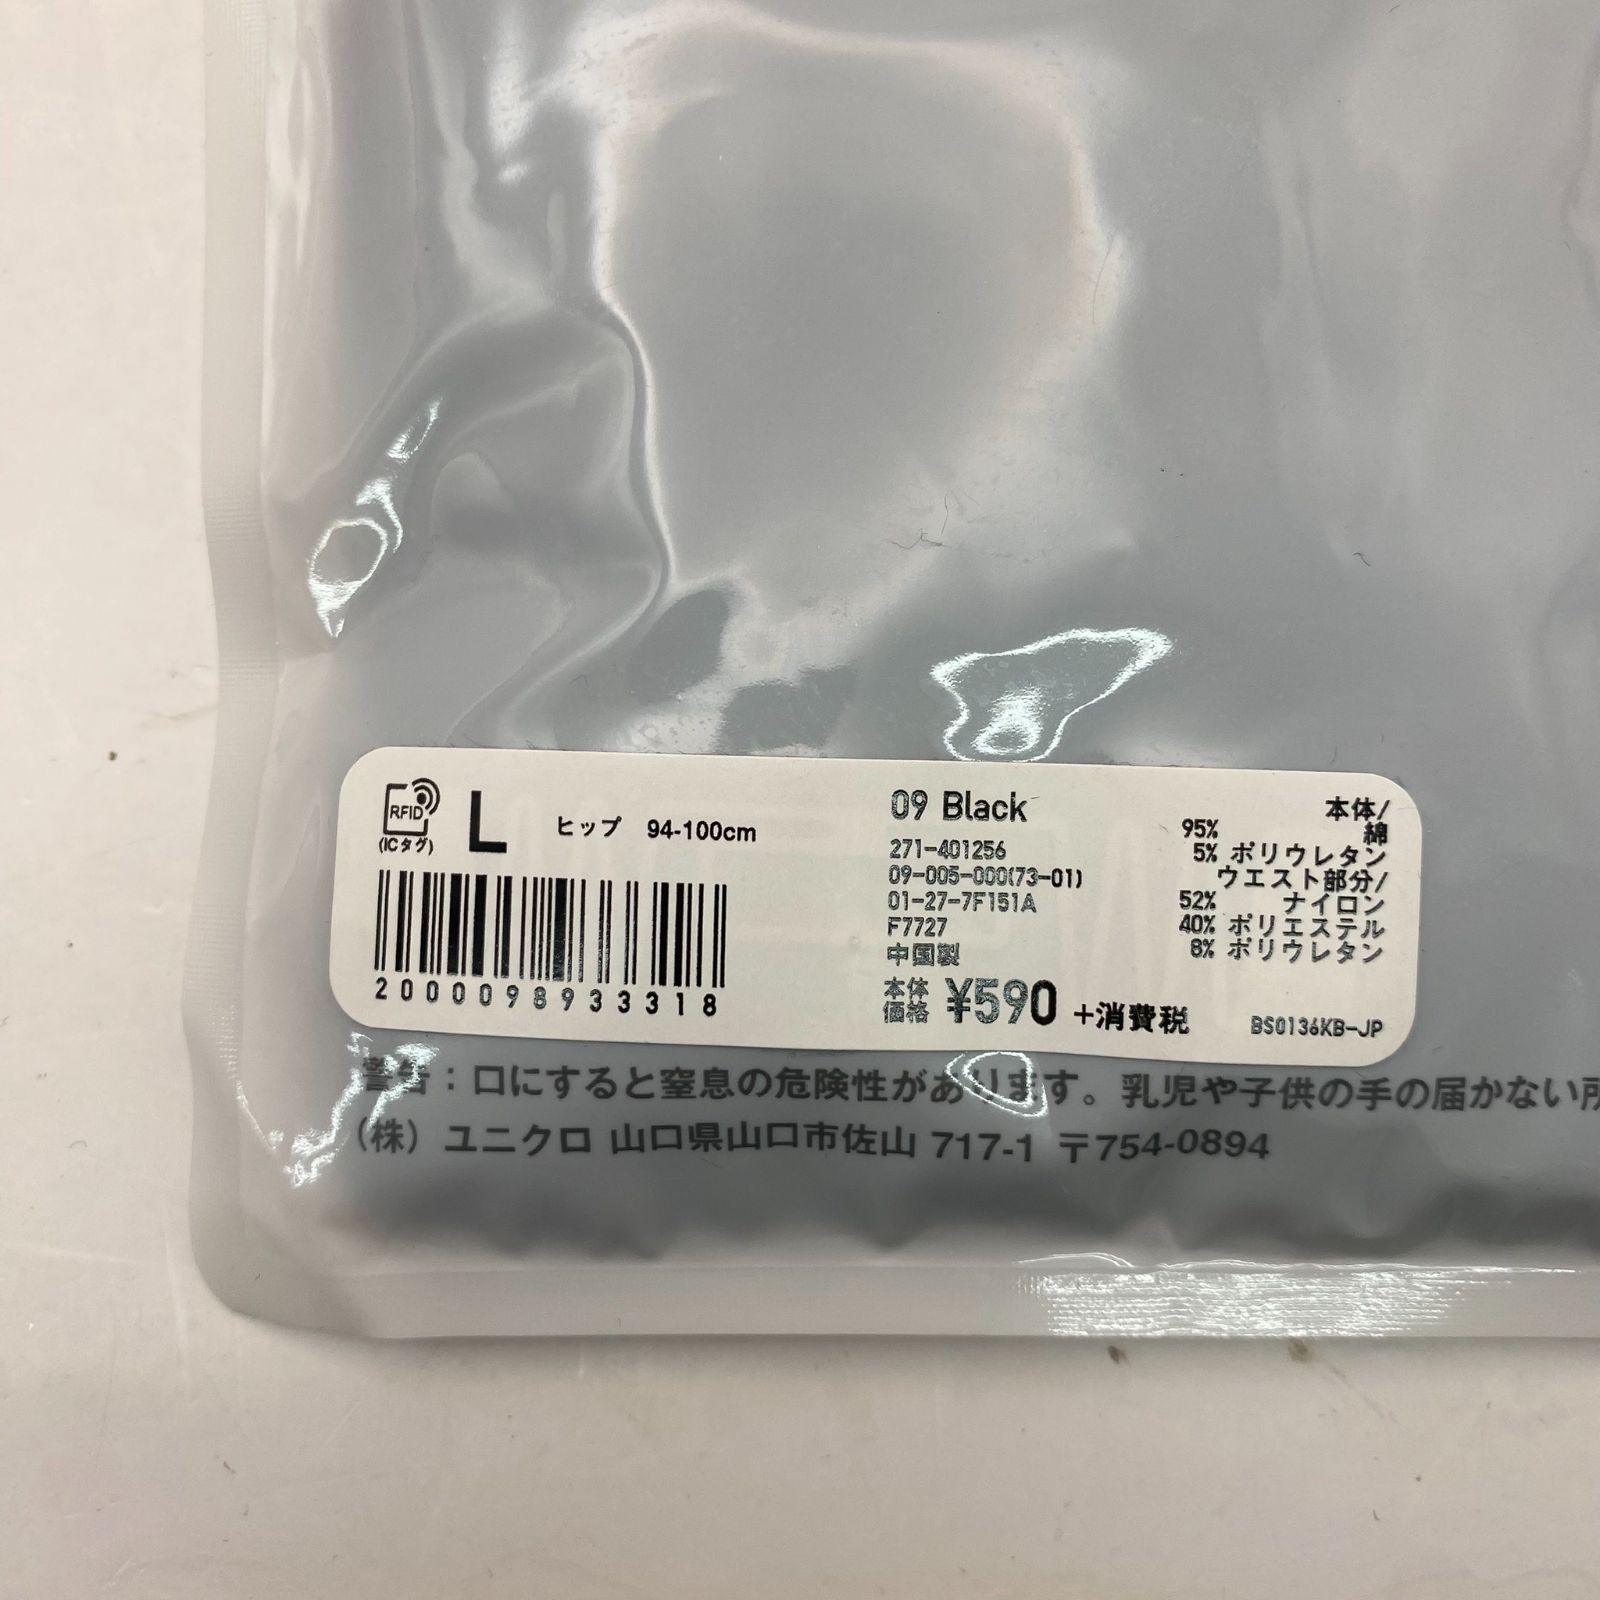 RFID
(ICタグ)
L
ヒップ 94-100cm
2000098933318
09 Black
271-401256
09-005-000(73-01)
01-27-7F151A
F7727
中国製
本体価格 ¥590 +消費税
本体/
95% 綿
5% ポリウレタン
ウエスト部分/
52% ナイロン
40% ポリエステル
8% ポリウレタン
BS0136KB-JP
警告：口にすると窒息の危険性があります。乳児や子供の手の届かない所
（株）ユニクロ 山口県山口市佐山 717-1 〒754-0894